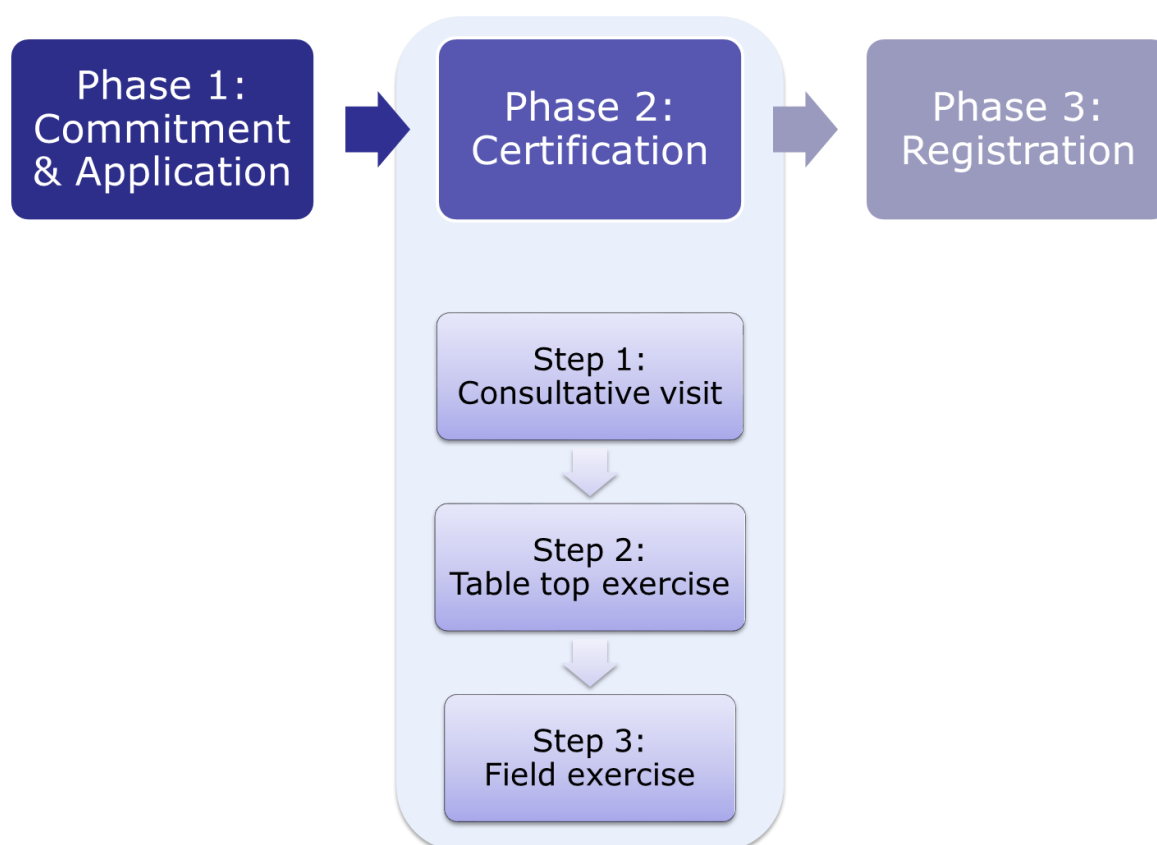 Phase 1:
Commitment
& Application
Phase 2:
Certification
Phase 3:
Registration
Step 1:
Consultative visit
Step 2:
Table top exercise
Step 3:
Field exercise